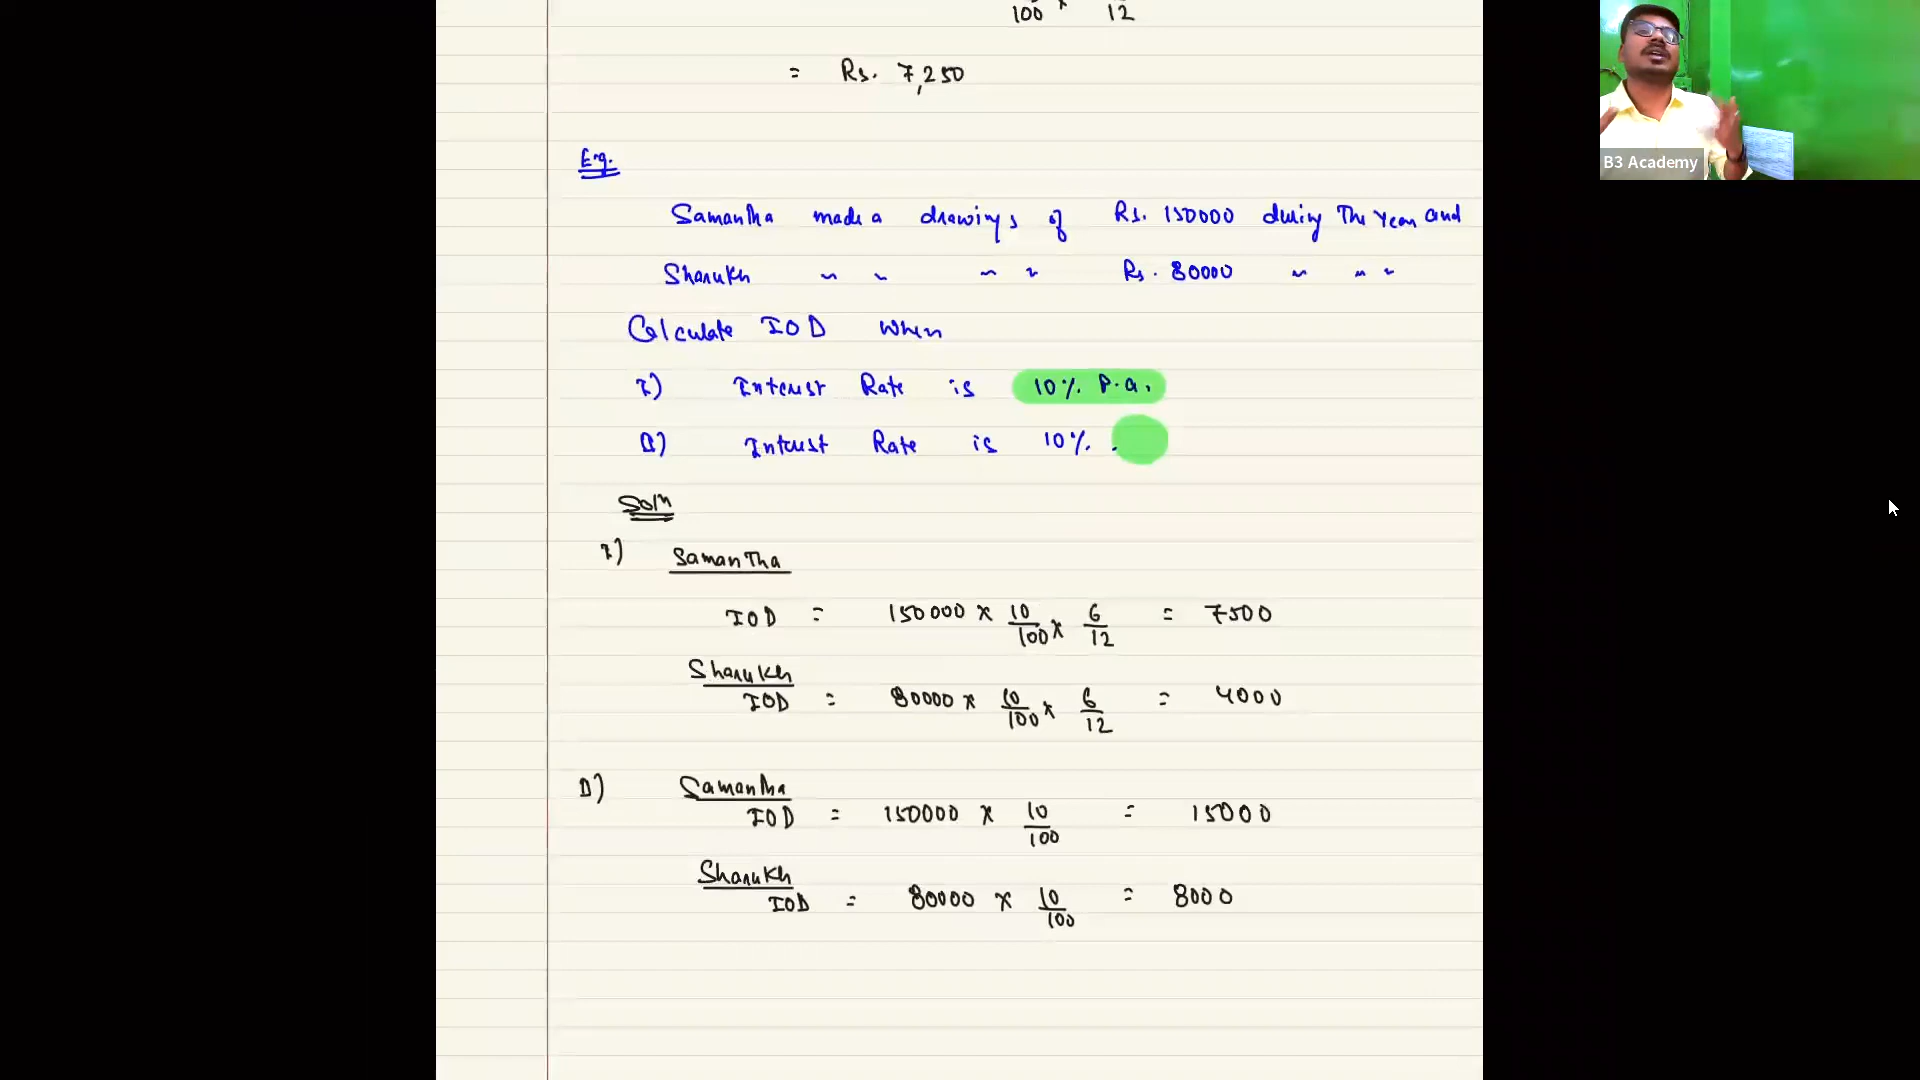 100 × 12
= Rs. 7,250
E.g.
Samantha made a drawings of Rs. 150000 during The Year and
Sharukh " " " " Rs. 80000 " " "
Calculate IOD when
I) Interest Rate is 10% P.a.
II) Interest Rate is 10% .
Soln
I) Samantha
IOD = 150000 × 10/100 × 6/12 = 7500
Sharukh
IOD = 80000 × 10/100 × 6/12 = 4000
II) Samantha
IOD = 150000 × 10/100 = 15000
Sharukh
IOD = 80000 × 10/100 = 8000
B3 Academy